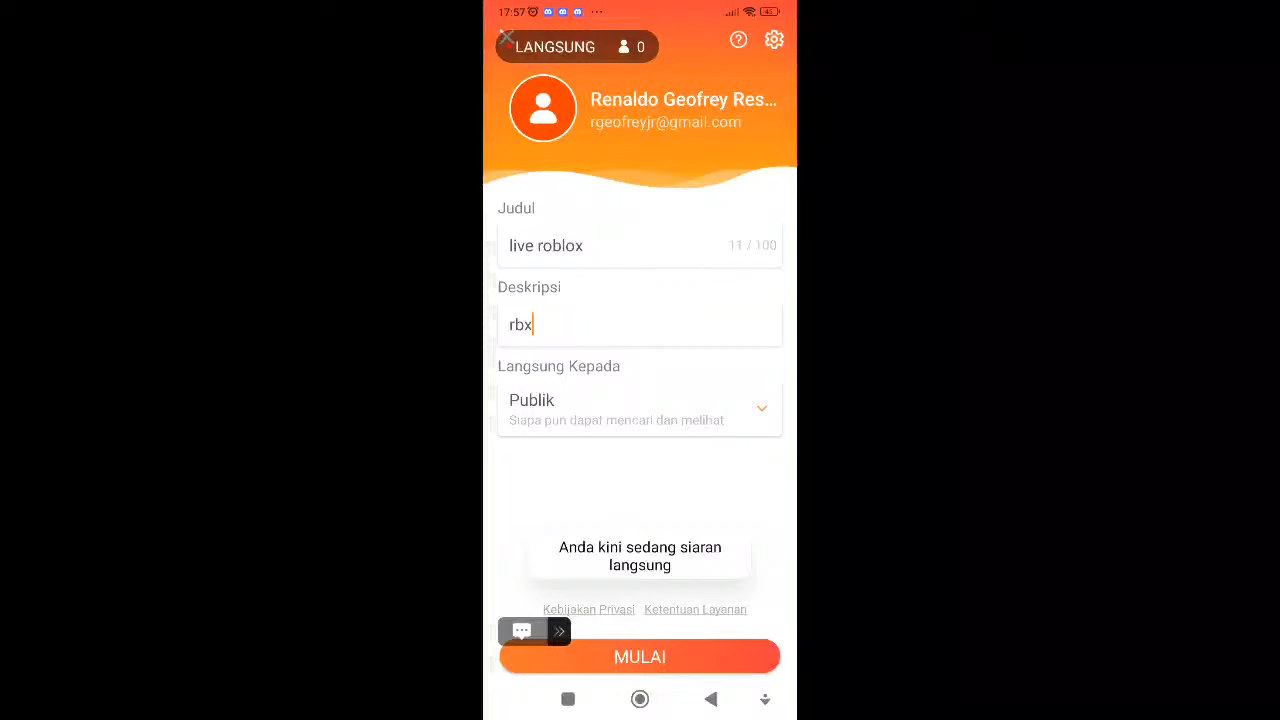 17:57
LANGSUNG 0
Renaldo Geofrey Res...
rgeofreyjr@gmail.com
Judul
live roblox 11 / 100
Deskripsi
rbx
Langsung Kepada
Publik
Siapa pun dapat mencari dan melihat
Anda kini sedang siaran
langsung
Kebijakan Privasi Ketentuan Layanan
MULAI